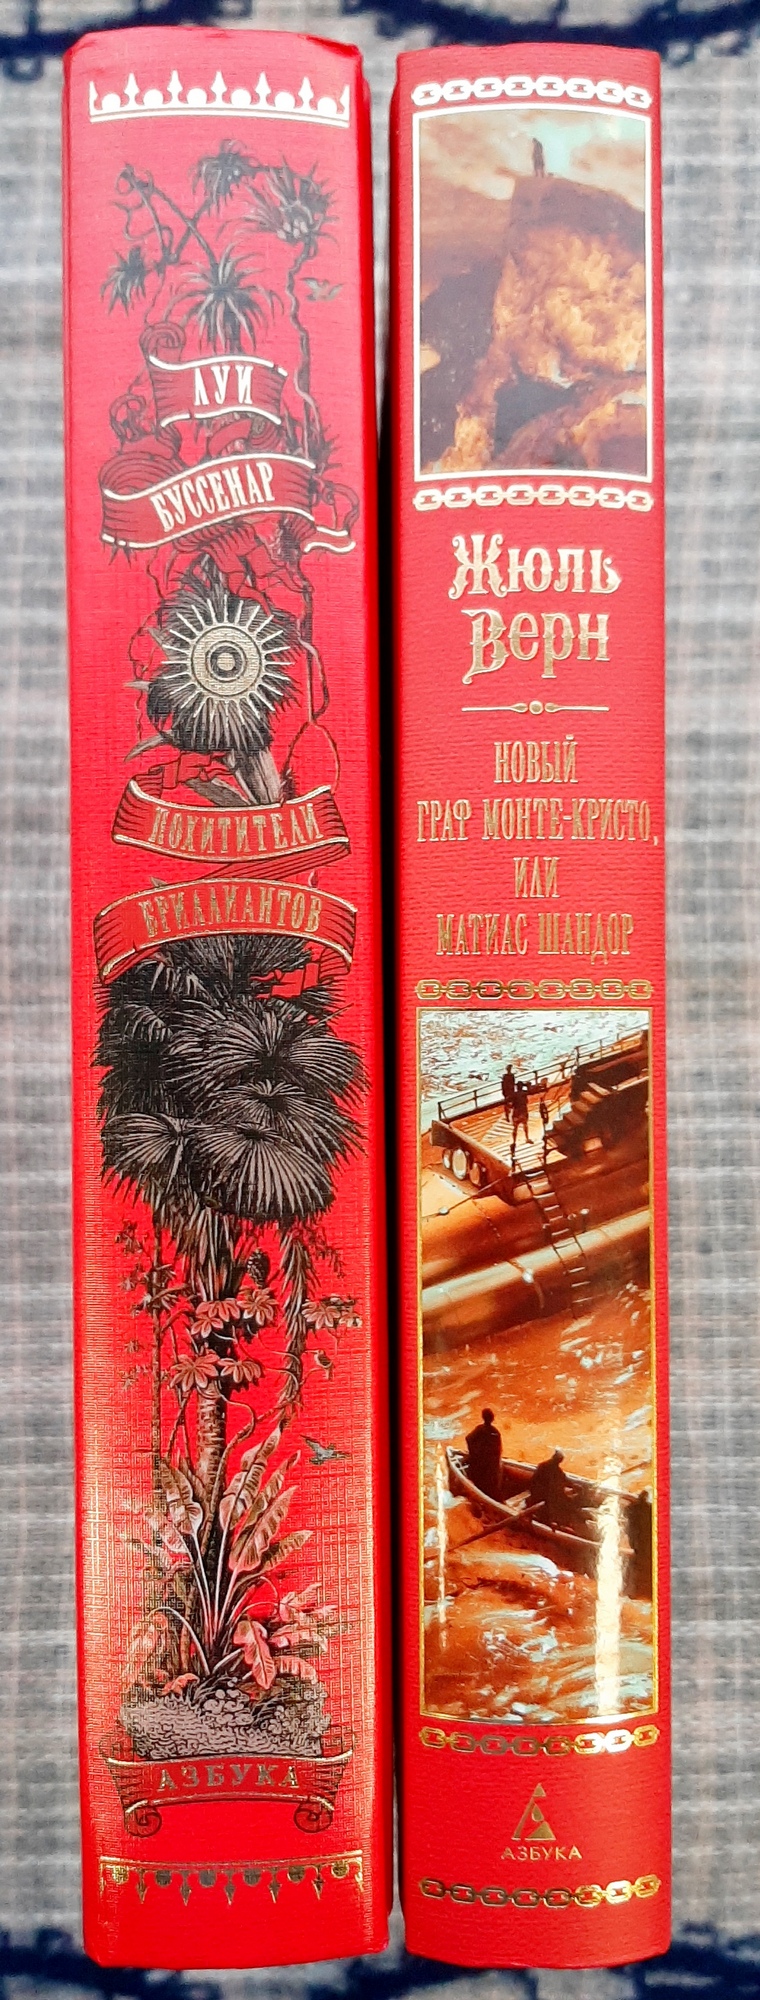 ЛУИ
БУССЕНАР
ПОХИТИТЕЛИ
БРИЛЛИАНТОВ
АЗБУКА
Жюль
Верн
НОВЫЙ
ГРАФ МОНТЕ-КРИСТО,
ИЛИ
МАТИАС ШАНДОР
АЗБУКА